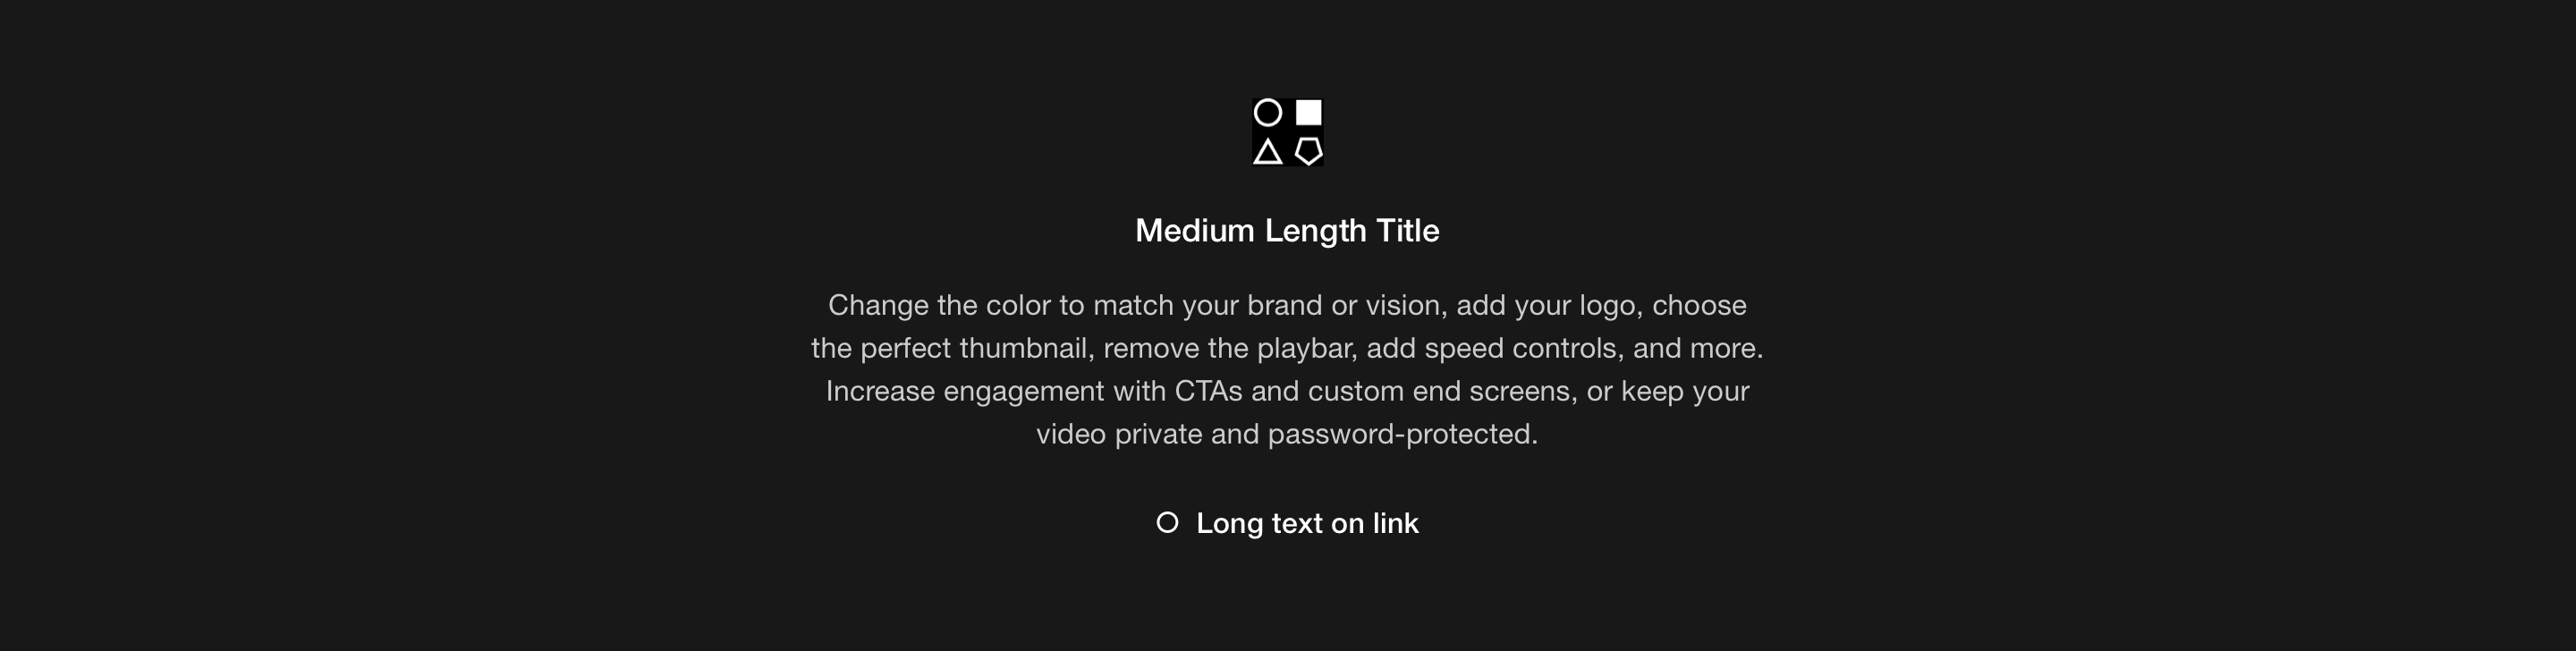 Medium Length Title
Change the color to match your brand or vision, add your logo, choose
the perfect thumbnail, remove the playbar, add speed controls, and more.
Increase engagement with CTAs and custom end screens, or keep your
video private and password-protected.
Long text on link